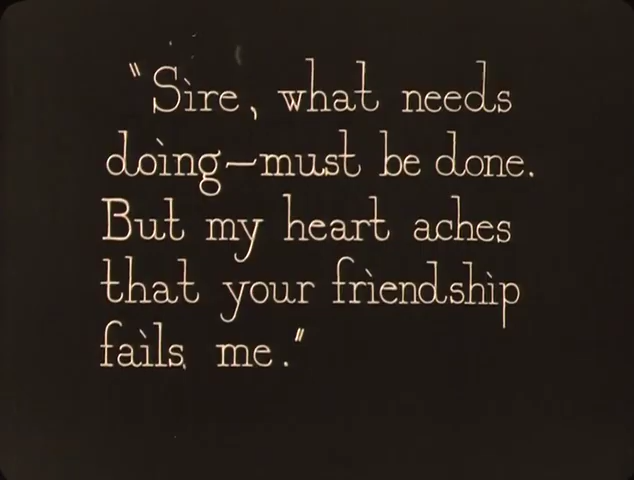 "Sire, what needs
doing—must be done.
But my heart aches
that your friendship
fails me."